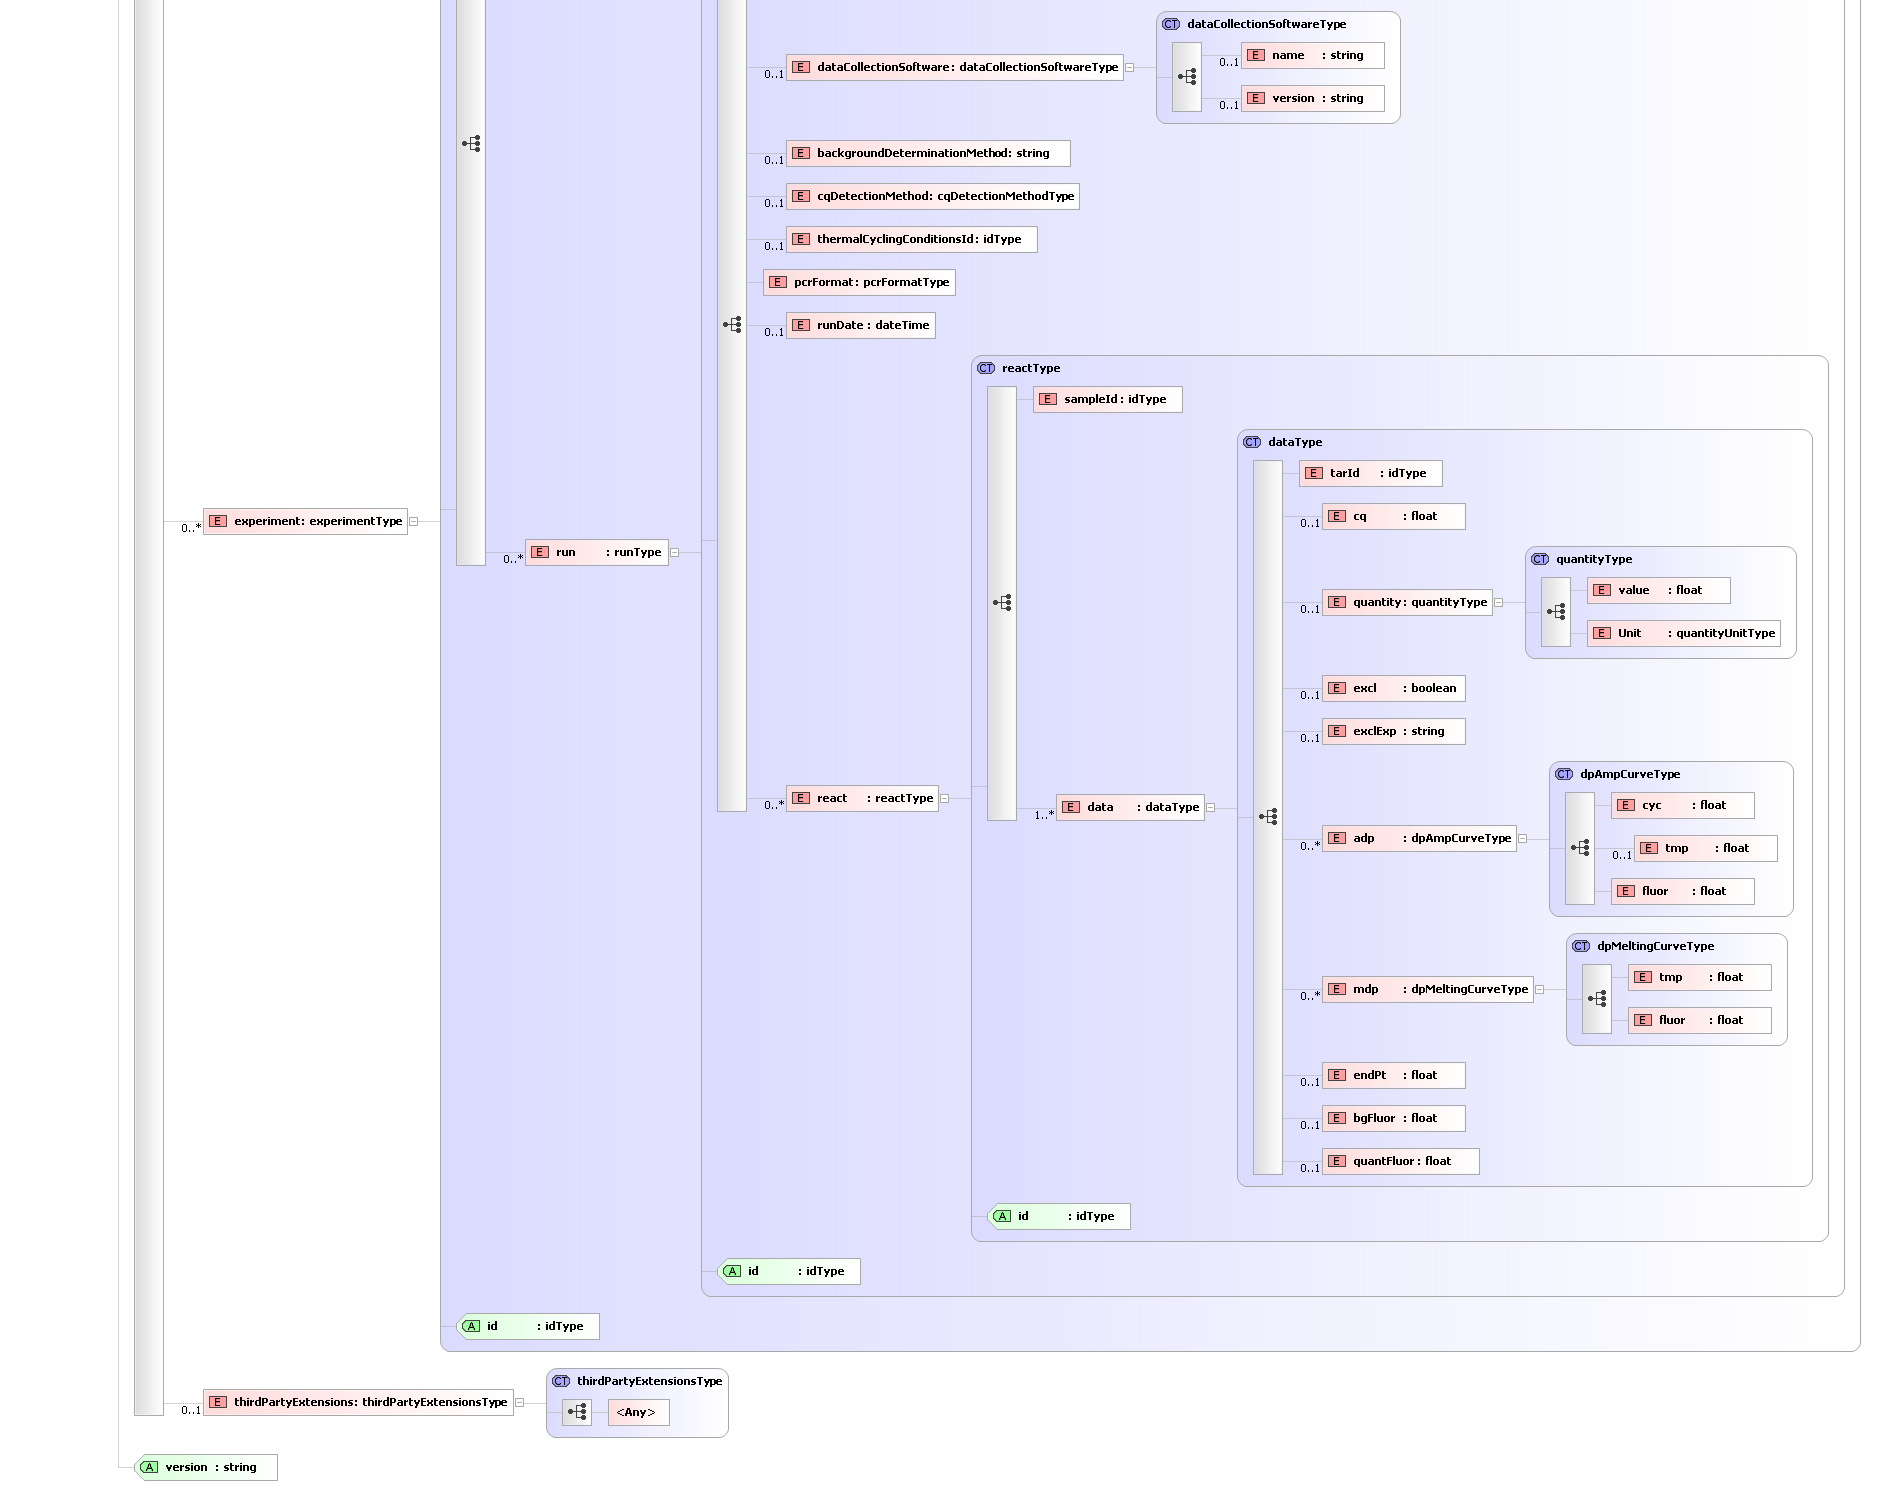 CT dataCollectionSoftwareType
0..1 E name : string
0..1 E dataCollectionSoftware: dataCollectionSoftwareType
0..1 E version : string
0..1 E backgroundDeterminationMethod: string
0..1 E cqDetectionMethod: cqDetectionMethodType
0..1 E thermalCyclingConditionsId: idType
E pcrFormat: pcrFormatType
0..1 E runDate : dateTime
CT reactType
E sampleId: idType
CT dataType
E tarId : idType
0..1 E cq : float
0..* E experiment: experimentType
0..* E run : runType
CT quantityType
E value : float
0..1 E quantity: quantityType
E Unit : quantityUnitType
0..1 E excl : boolean
0..1 E exclExp : string
CT dpAmpCurveType
0..* E react : reactType
1..* E data : dataType
E cyc : float
0..* E adp : dpAmpCurveType
0..1 E tmp : float
E fluor : float
CT dpMeltingCurveType
E tmp : float
0..* E mdp : dpMeltingCurveType
E fluor : float
0..1 E endPt : float
0..1 E bgFluor : float
0..1 E quantFluor: float
A id : idType
A id : idType
A id : idType
CT thirdPartyExtensionsType
0..1 E thirdPartyExtensions: thirdPartyExtensionsType
<Any>
A version : string